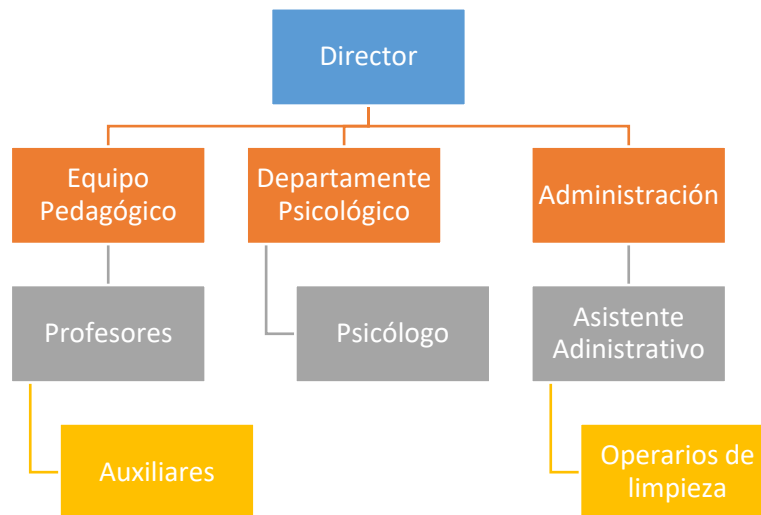 Director
Equipo
Pedagógico
Departamente
Psicológico
Administración
Profesores
Psicólogo
Asistente
Adinistrativo
Auxiliares
Operarios de
limpieza